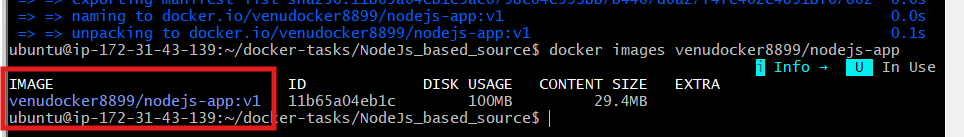 => => naming to docker.io/venudocker8899/nodejs-app:v1 0.0s
=> => unpacking to docker.io/venudocker8899/nodejs-app:v1 0.1s
ubuntu@ip-172-31-43-139:~/docker-tasks/NodeJs_based_source$ docker images venudocker8899/nodejs-app
i Info → U In Use
IMAGE ID DISK USAGE CONTENT SIZE EXTRA
venudocker8899/nodejs-app:v1 11b65a04eb1c 100MB 29.4MB
ubuntu@ip-172-31-43-139:~/docker-tasks/NodeJs_based_source$